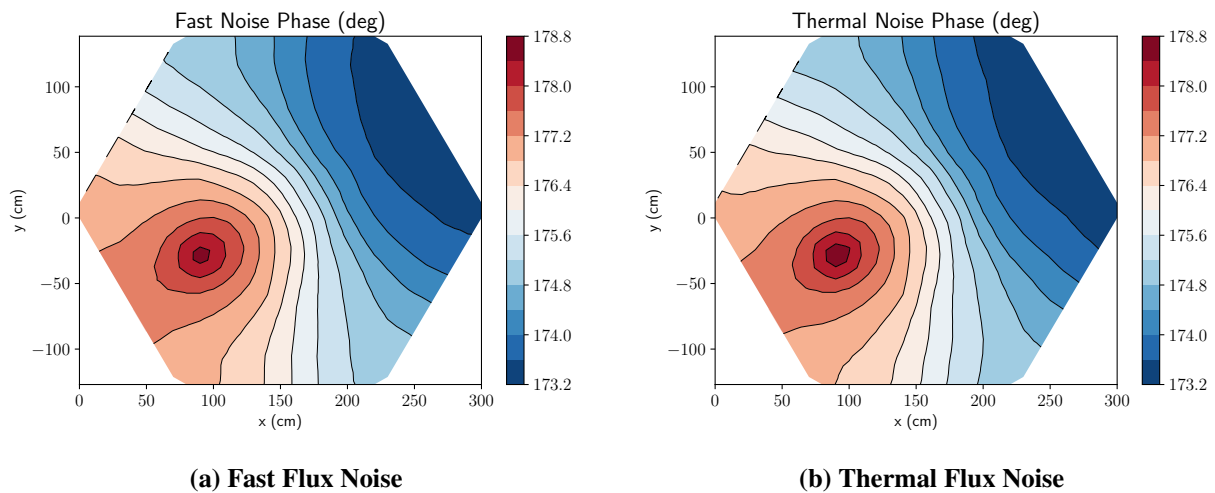 Fast Noise Phase (deg)
178.8
178.0
177.2
176.4
175.6
174.8
174.0
173.2
100
50
0
−50
−100
y (cm)
0 50 100 150 200 250 300
x (cm)
(a) Fast Flux Noise
Thermal Noise Phase (deg)
178.8
178.0
177.2
176.4
175.6
174.8
174.0
173.2
100
50
0
−50
−100
y (cm)
0 50 100 150 200 250 300
x (cm)
(b) Thermal Flux Noise